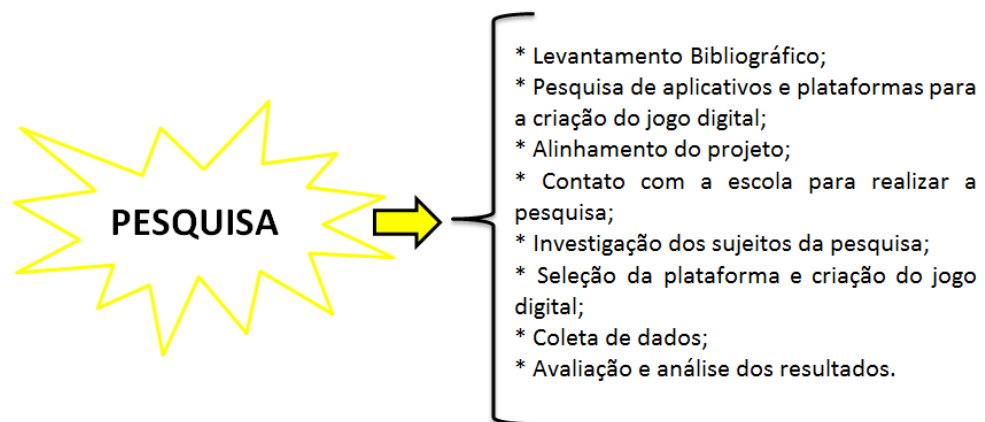 PESQUISA
* Levantamento Bibliográfico;
* Pesquisa de aplicativos e plataformas para
a criação do jogo digital;
* Alinhamento do projeto;
* Contato com a escola para realizar a
pesquisa;
* Investigação dos sujeitos da pesquisa;
* Seleção da plataforma e criação do jogo
digital;
* Coleta de dados;
* Avaliação e análise dos resultados.